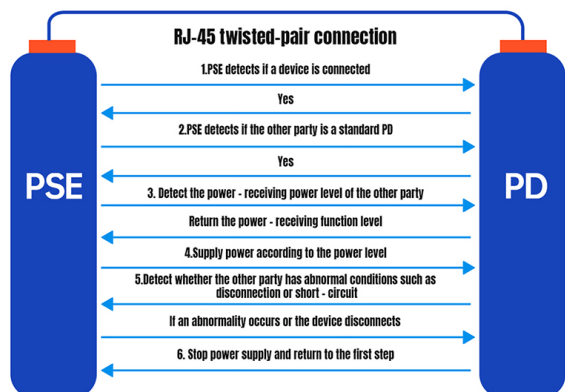 RJ-45 twisted-pair connection
1.PSE detects if a device is connected
Yes
2.PSE detects if the other party is a standard PD
Yes
PSE
PD
3. Detect the power - receiving power level of the other party
Return the power - receiving function level
4.Supply power according to the power level
5.Detect whether the other party has abnormal conditions such as
disconnection or short - circuit
If an abnormality occurs or the device disconnects
6. Stop power supply and return to the first step